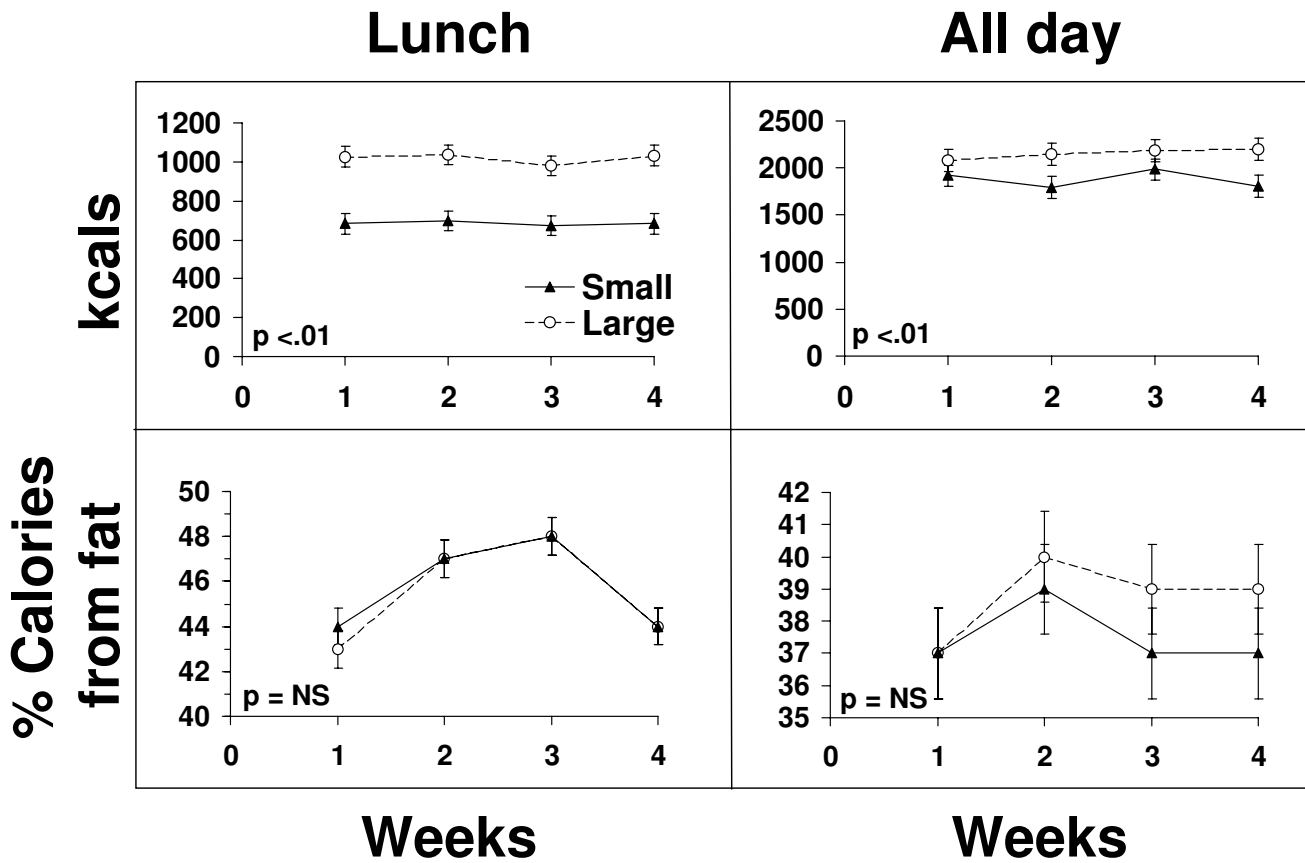 Lunch
All day
kcals
1200
1000
800
600
400
200
0
p <.01
Small
Large
0 1 2 3 4
2500
2000
1500
1000
500
0
p <.01
0 1 2 3 4
% Calories
from fat
50
48
46
44
42
40
p = NS
0 1 2 3 4
42
41
40
39
38
37
36
35
p = NS
0 1 2 3 4
Weeks
Weeks